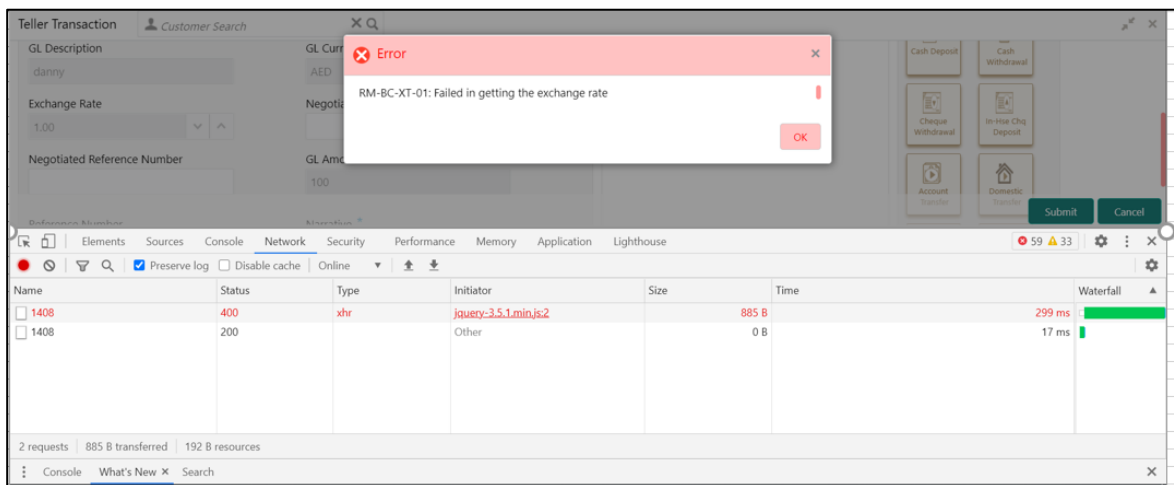 Teller Transaction Customer Search
GL Description GL Curr
danny AED
Exchange Rate Negotia
1.00
Negotiated Reference Number GL Amo
100
Reference Number Narrative
Error
RM-BC-XT-01: Failed in getting the exchange rate
OK
Cash Deposit Cash Withdrawal
Cheque Withdrawal In-Hse Chq Deposit
Account Transfer Domestic Transfer
Submit Cancel
Elements Sources Console Network Security Performance Memory Application Lighthouse 59 33
Preserve log Disable cache Online
Name Status Type Initiator Size Time Waterfall
1408 400 xhr jquery-3.5.1.min.js:2 885 B 299 ms
1408 200 Other 0 B 17 ms
2 requests 885 B transferred 192 B resources
Console What's New Search